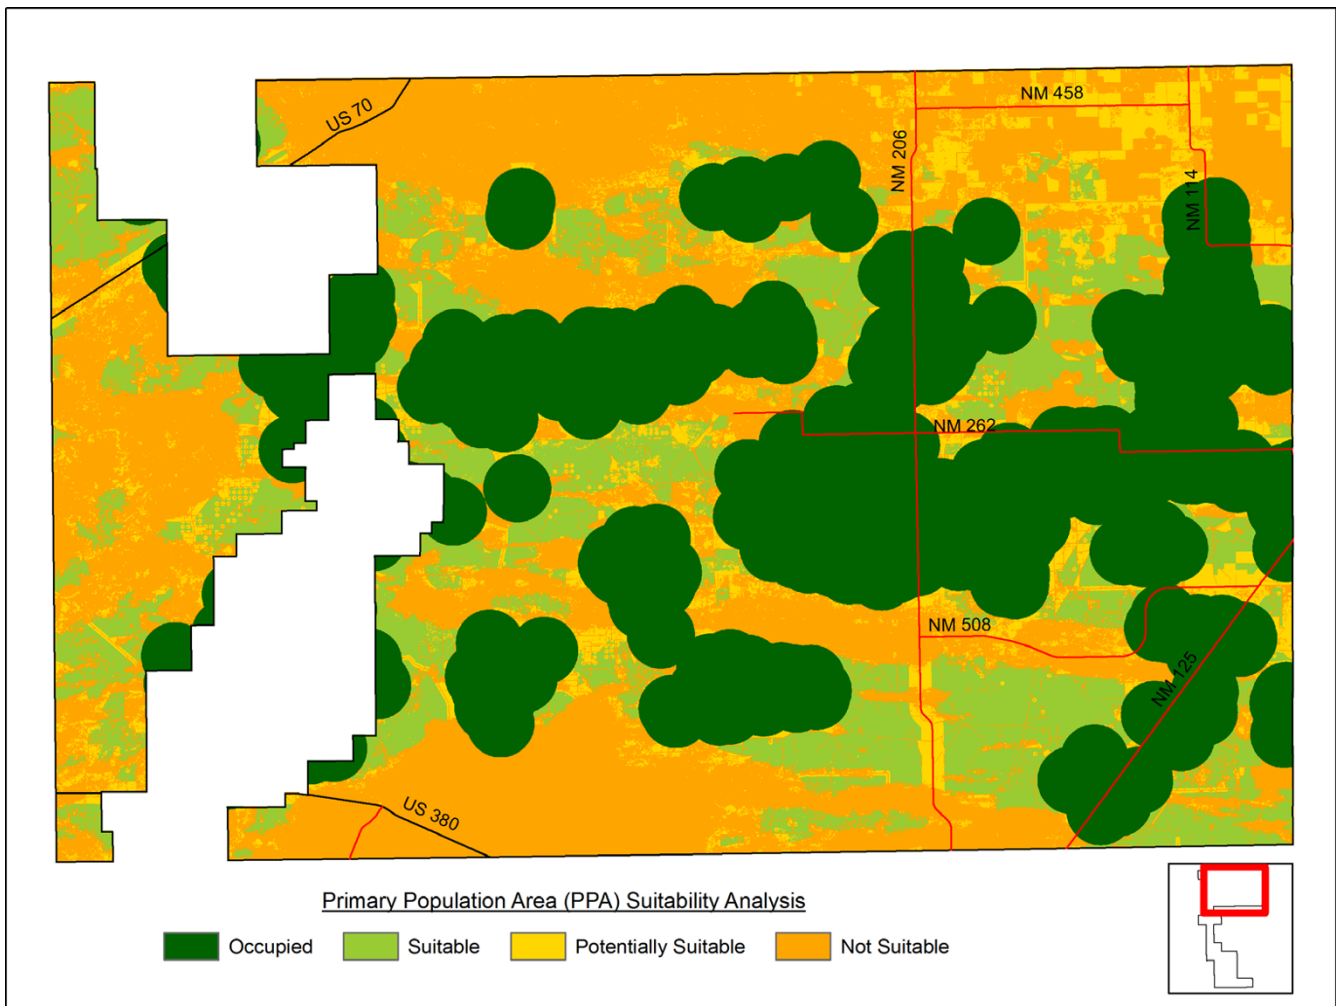 US 70
NM 458
NM 206
NM 114
NM 262
NM 508
NM 125
US 380
Primary Population Area (PPA) Suitability Analysis
Occupied
Suitable
Potentially Suitable
Not Suitable